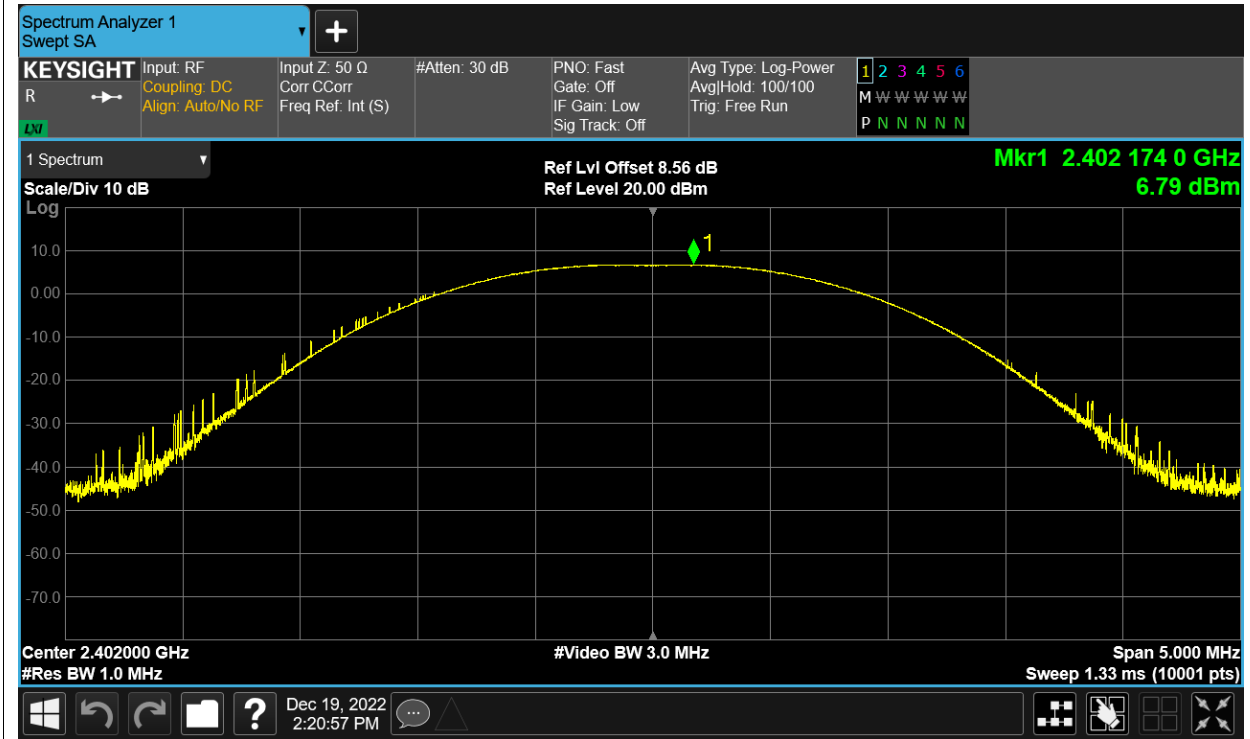 Spectrum Analyzer 1
Swept SA
+
KEYSIGHT
R
LXI
Input: RF
Coupling: DC
Align: Auto/No RF
Input Z: 50 Ω
Corr CCorr
Freq Ref: Int (S)
#Atten: 30 dB
PNO: Fast
Gate: Off
IF Gain: Low
Sig Track: Off
Avg Type: Log-Power
Avg|Hold: 100/100
Trig: Free Run
1 2 3 4 5 6
M W W W W W W
P N N N N N N
1 Spectrum
Scale/Div 10 dB
Log
Ref Lvl Offset 8.56 dB
Ref Level 20.00 dBm
Mkr1 2.402 174 0 GHz
6.79 dBm
1
10.0
0.00
-10.0
-20.0
-30.0
-40.0
-50.0
-60.0
-70.0
Center 2.402000 GHz
#Video BW 3.0 MHz
Span 5.000 MHz
#Res BW 1.0 MHz
Sweep 1.33 ms (10001 pts)
?
Dec 19, 2022
2:20:57 PM